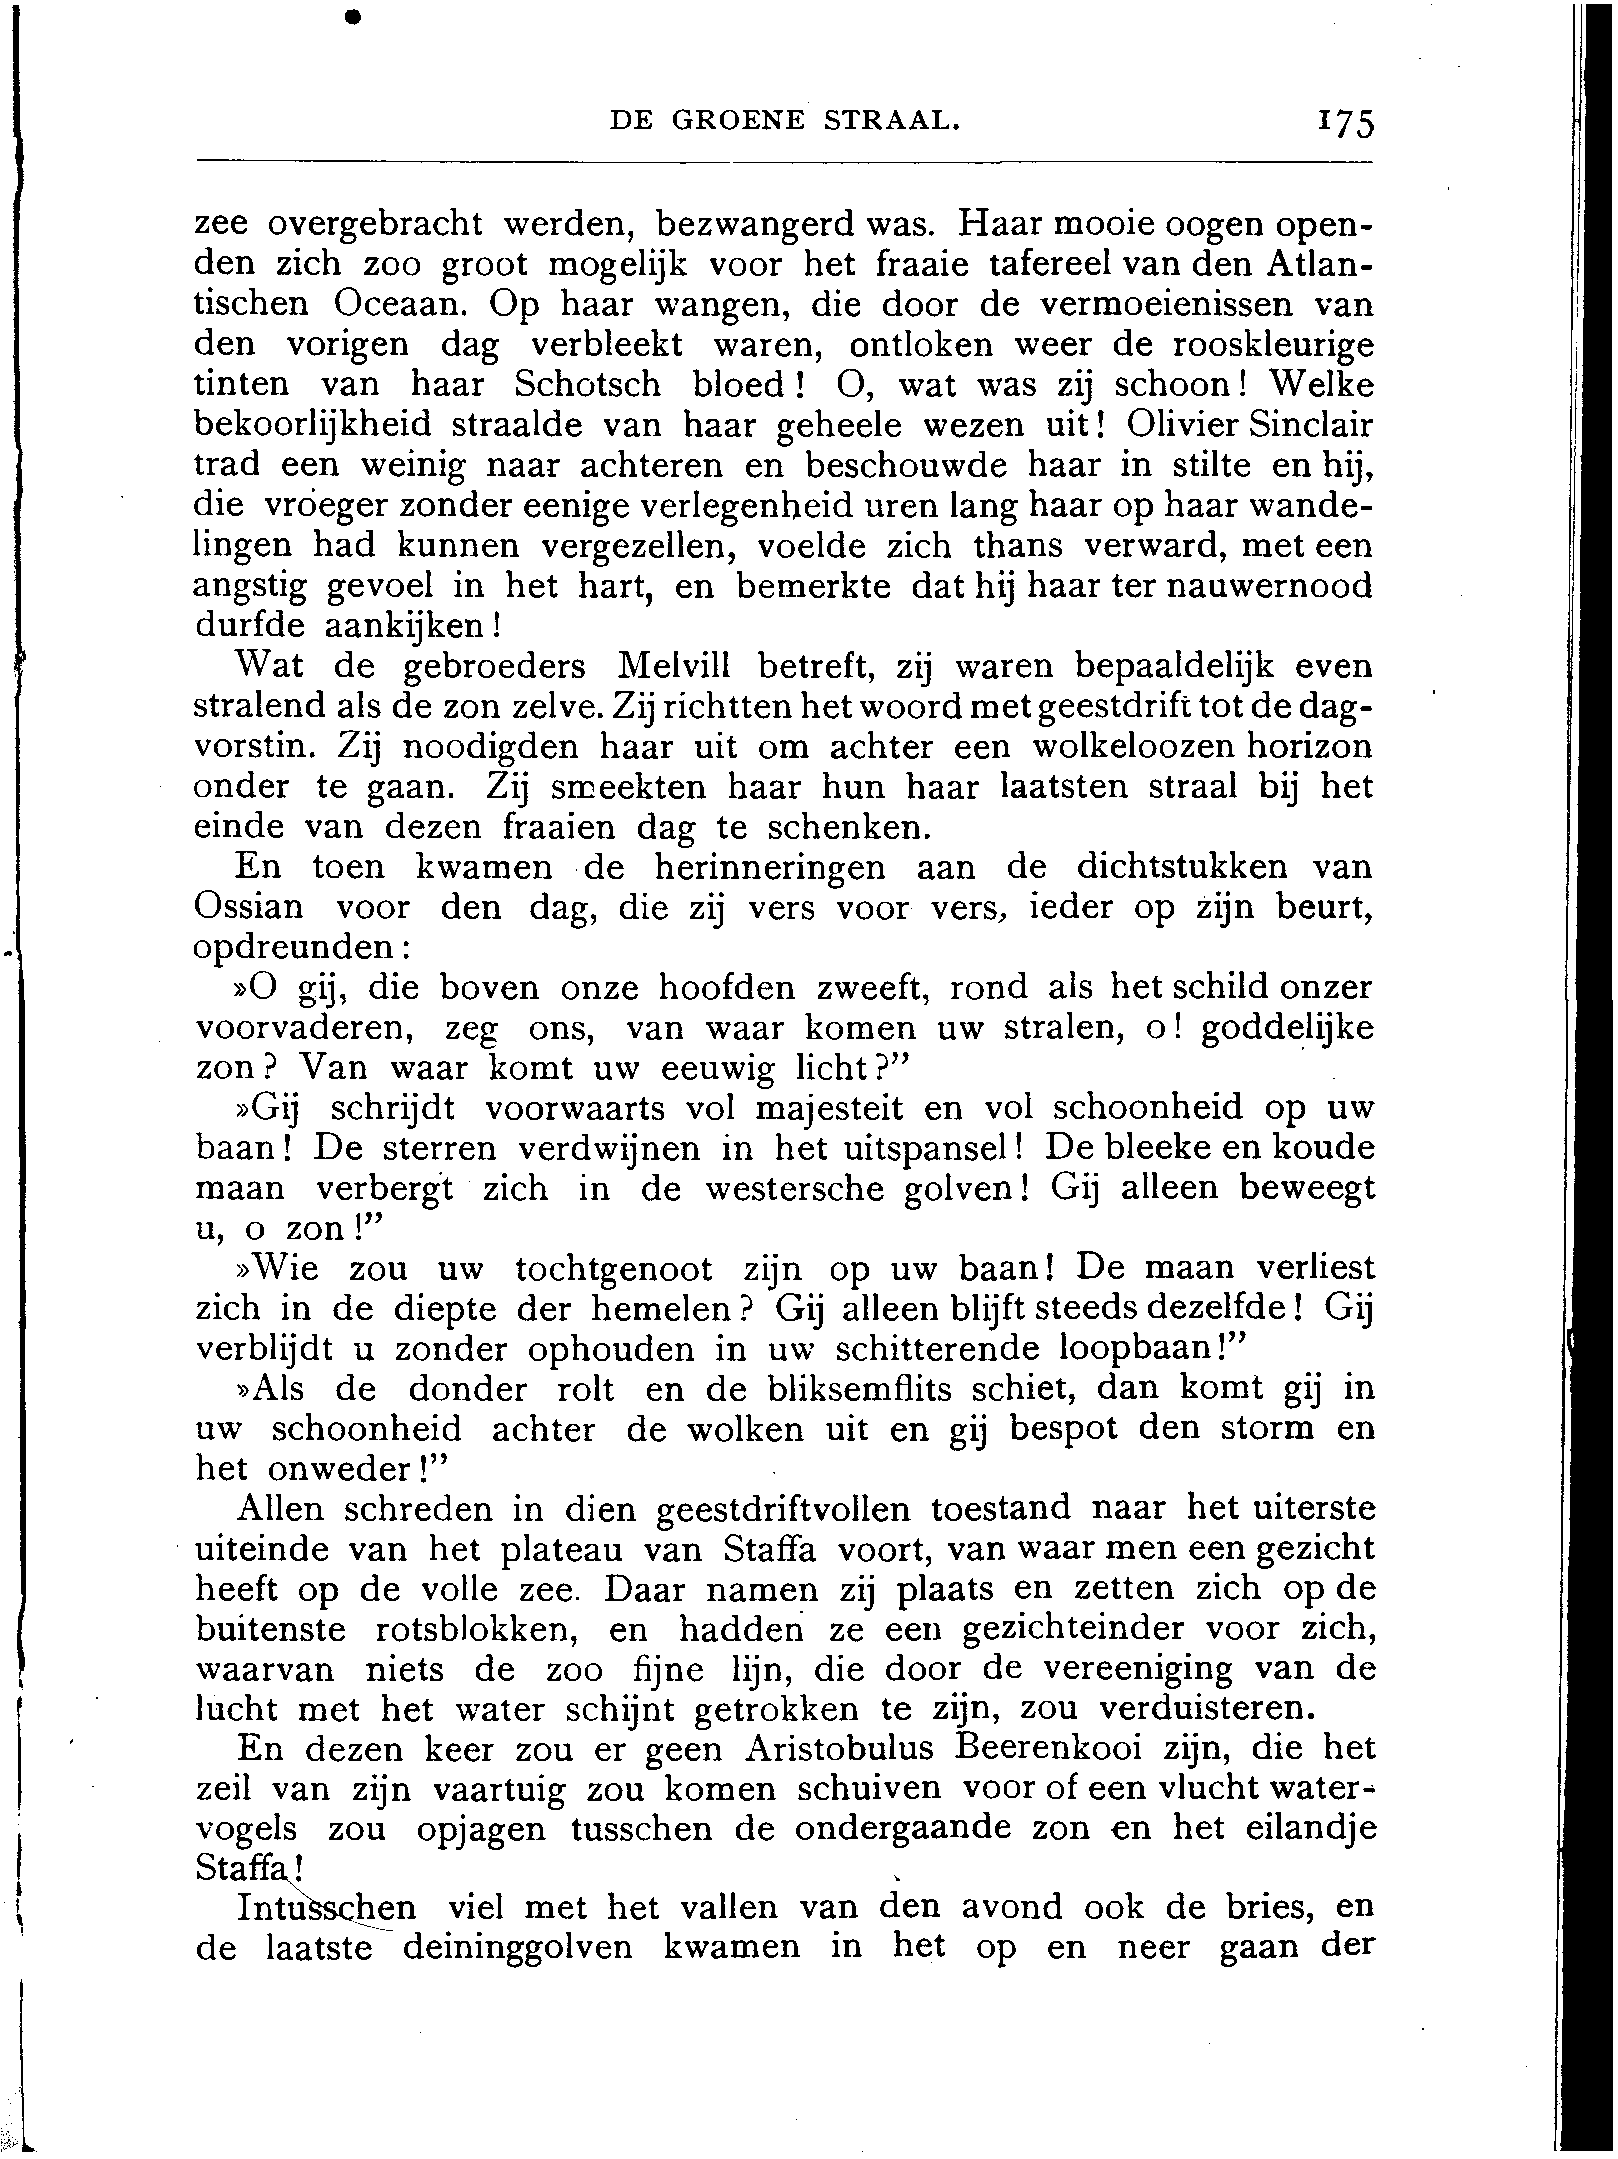 DE GROENE STRAAL. 175
zee overgebracht werden, bezwangerd was. Haar mooie oogen open-
den zich zoo groot mogelijk voor het fraaie tafereel van den Atlan-
tischen Oceaan. Op haar wangen, die door de vermoeienissen van
den vorigen dag verbleekt waren, ontloken weer de rooskleurige
tinten van haar Schotsch bloed! O, wat was zij schoon! Welke
bekoorlijkheid straalde van haar geheele wezen uit! Olivier Sinclair
trad een weinig naar achteren en beschouwde haar in stilte en hij,
die vroeger zonder eenige verlegenheid uren lang haar op haar wande-
lingen had kunnen vergezellen, voelde zich thans verward, met een
angstig gevoel in het hart, en bemerkte dat hij haar ter nauwernood
durfde aankijken!
Wat de gebroeders Melvill betreft, zij waren bepaaldelijk even
stralend als de zon zelve. Zij richtten het woord met geestdrift tot de dag-
vorstin. Zij noodigden haar uit om achter een wolkeloozen horizon
onder te gaan. Zij smeekten haar hun haar laatsten straal bij het
einde van dezen fraaien dag te schenken.
En toen kwamen de herinneringen aan de dichtstukken van
Ossian voor den dag, die zij vers voor vers, ieder op zijn beurt,
opdreunden:
»O gij, die boven onze hoofden zweeft, rond als het schild onzer
voorvaderen, zeg ons, van waar komen uw stralen, o! goddelijke
zon? Van waar komt uw eeuwig licht?”
»Gij schrijdt voorwaarts vol majesteit en vol schoonheid op uw
baan! De sterren verdwijnen in het uitspansel! De bleeke en koude
maan verbergt zich in de westersche golven! Gij alleen beweegt
u, o zon!”
»Wie zou uw tochtgenoot zijn op uw baan! De maan verliest
zich in de diepte der hemelen? Gij alleen blijft steeds dezelfde! Gij
verblijdt u zonder ophouden in uw schitterende loopbaan!”
»Als de donder rolt en de bliksemflits schiet, dan komt gij in
uw schoonheid achter de wolken uit en gij bespot den storm en
het onweder!”
Allen schreden in dien geestdriftvollen toestand naar het uiterste
uiteinde van het plateau van Staffa voort, van waar men een gezicht
heeft op de volle zee. Daar namen zij plaats en zetten zich op de
buitenste rotsblokken, en hadden ze een gezichteinder voor zich,
waarvan niets de zoo fijne lijn, die door de vereeniging van de
lucht met het water schijnt getrokken te zijn, zou verduisteren.
En dezen keer zou er geen Aristobulus Beerenkooi zijn, die het
zeil van zijn vaartuig zou komen schuiven voor of een vlucht water-
vogels zou opjagen tusschen de ondergaande zon en het eilandje
Staffa!
Intusschen viel met het vallen van den avond ook de bries, en
de laatste deininggolven kwamen in het op en neer gaan der